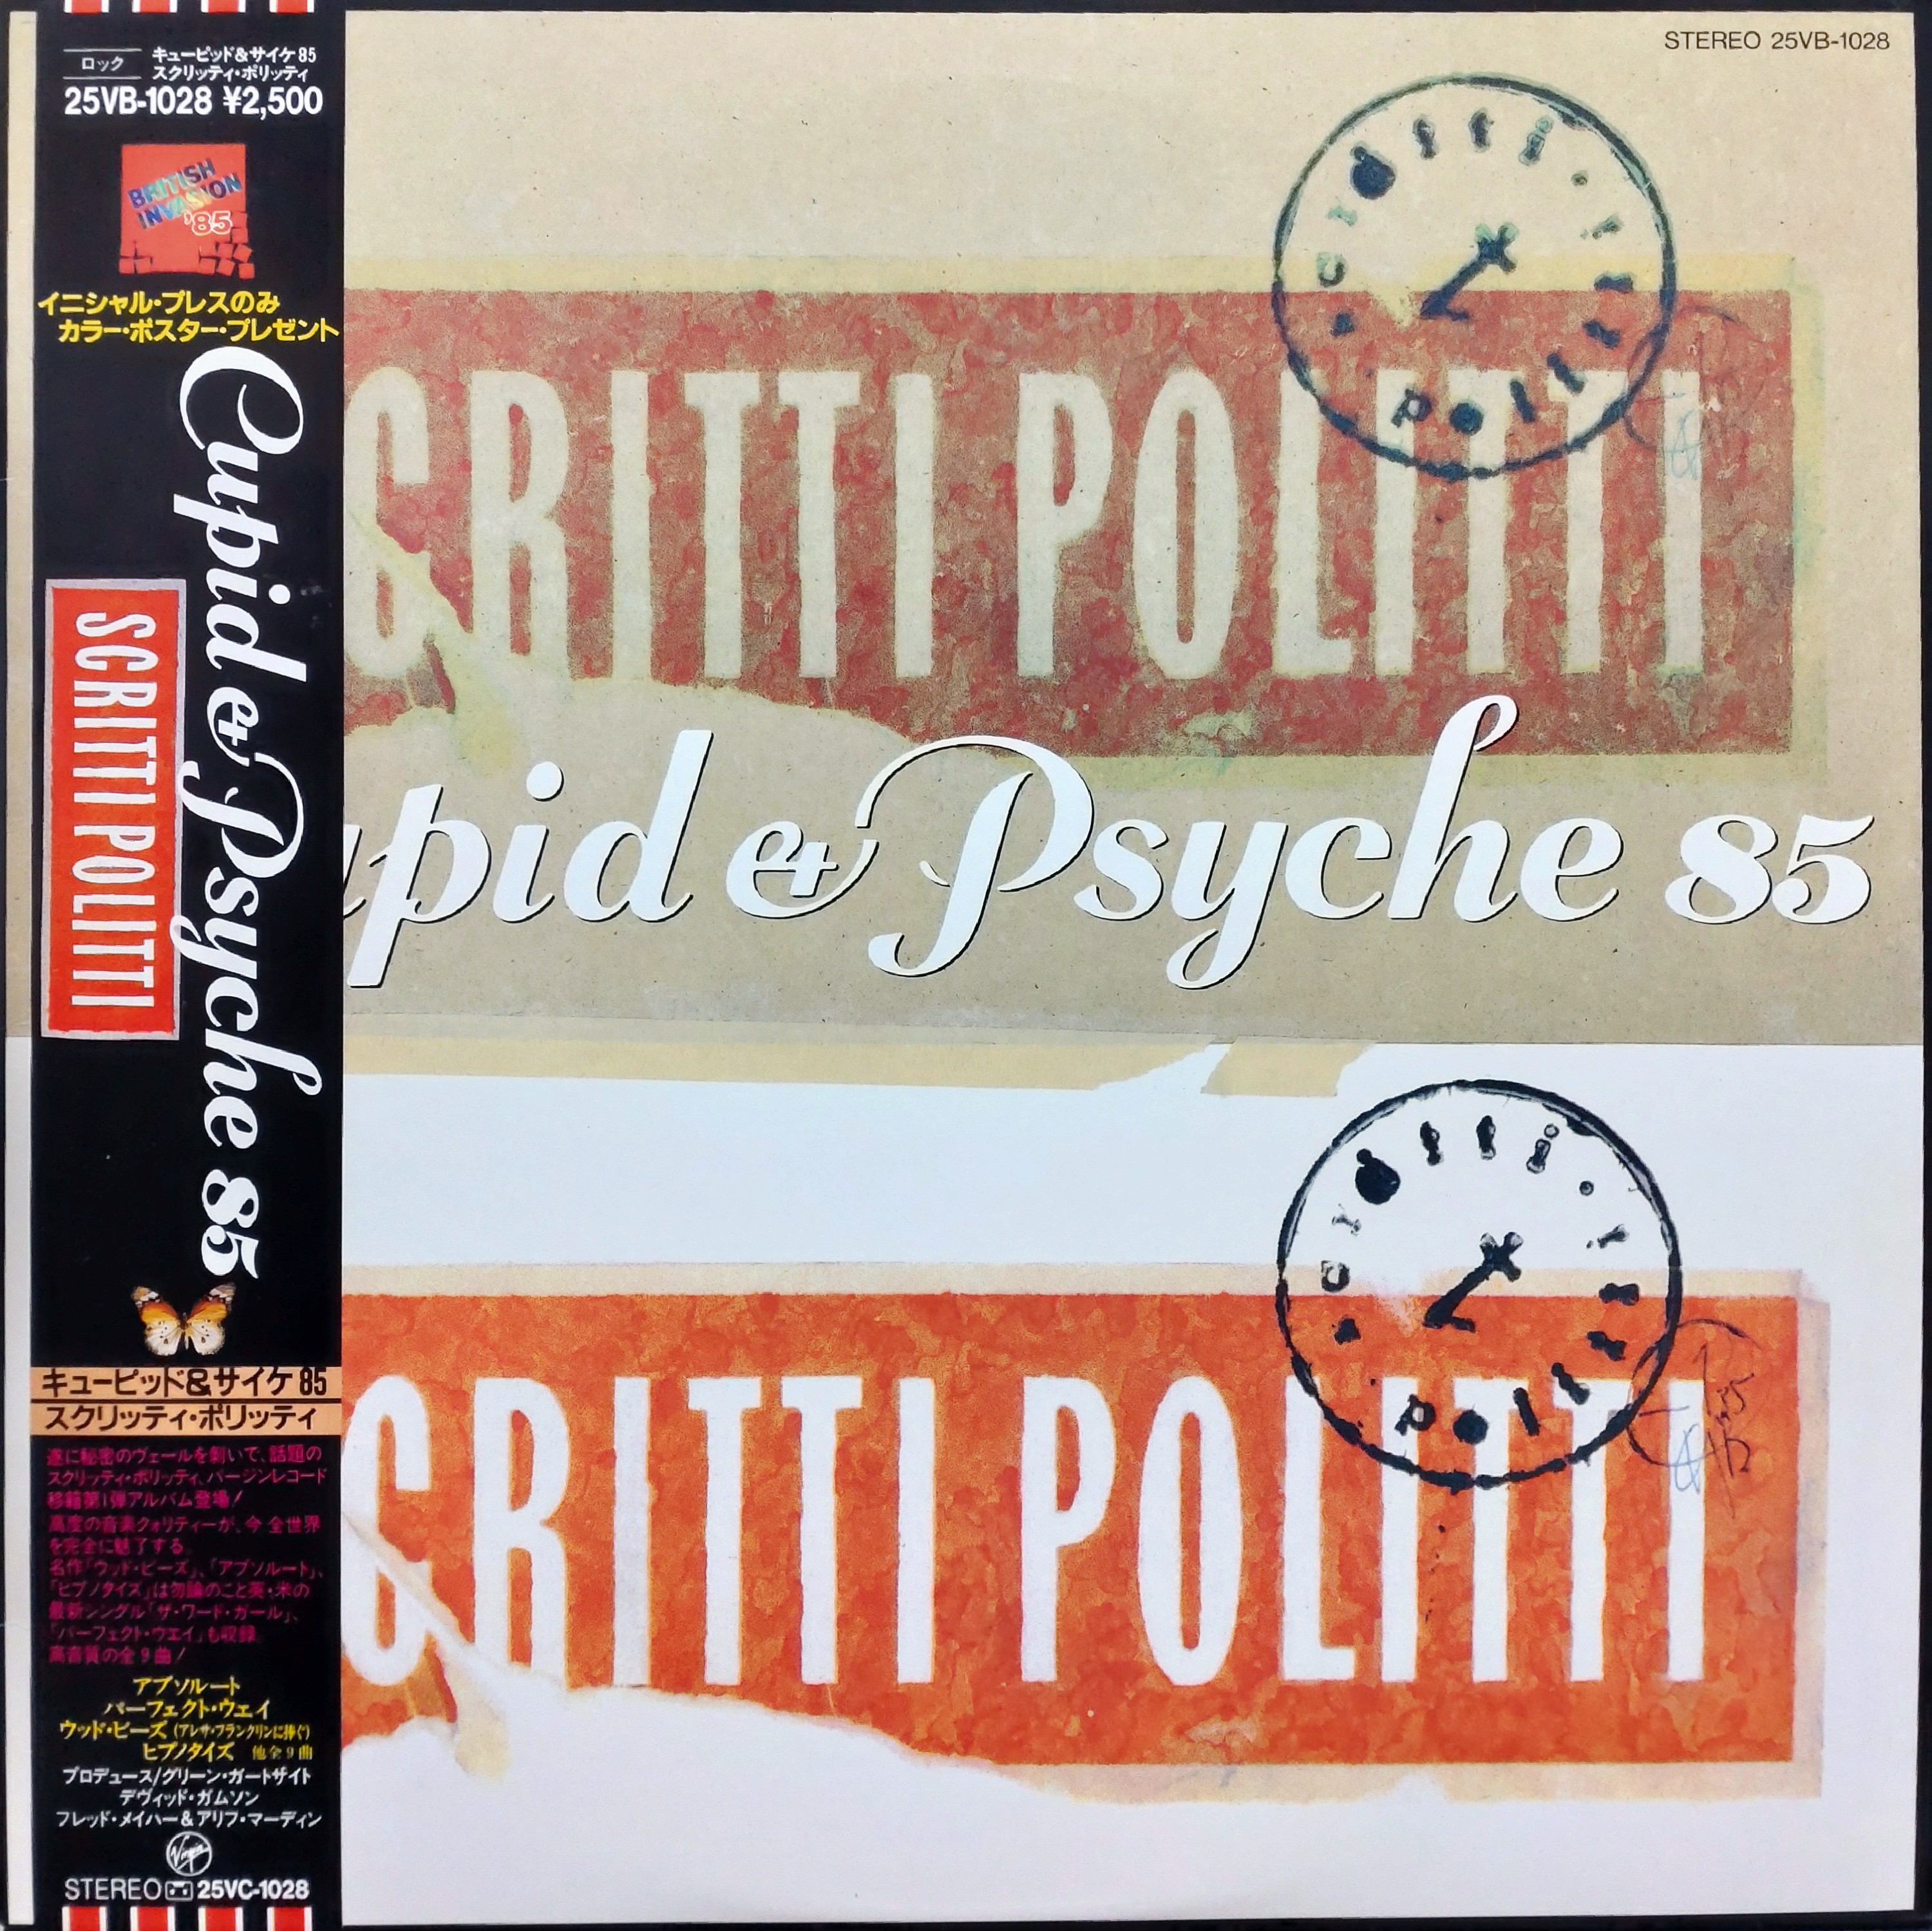 ロック
キューピッド&サイケ85
スクリッティ・ポリッティ
25VB-1028 ¥2,500
BRITISH
INVASION
'85
イニシャル・プレスのみ
カラー・ポスター・プレゼント
Cupid & Psyche 85
SCRITTI POLITTI
キューピッド&サイケ85
スクリッティ・ポリッティ
遂に秘密のヴェールを剝いで、話題の
スクリッティ・ポリッティ、バージンレコード
移籍第1弾アルバム登場!
高度の音楽クォリティーが、今 全世界
を完全に魅了する。
名作「ウッド・ビーズ」、「アブソルート」、
「ヒプノタイズ」は勿論のこと英・米の
最新シングル「ザ・ワード・ガール」、
「パーフェクト・ウエイ」も収録。
高音質の全9曲!
アブソルート
パーフェクト・ウェイ
ウッド・ビーズ (アレサ・フランクリンに捧ぐ)
ヒプノタイズ 他全9曲
プロデュース/グリーン・ガートサイド
デヴィッド・ガムソン
フレッド・メイハー&アリフ・マーディン
Virgin
STEREO 25VC-1028
STEREO 25VB-1028
scritti
politti
CRITTI POLITTI
upid & Psyche 85
scritti
politti
CRITTI POLITTI